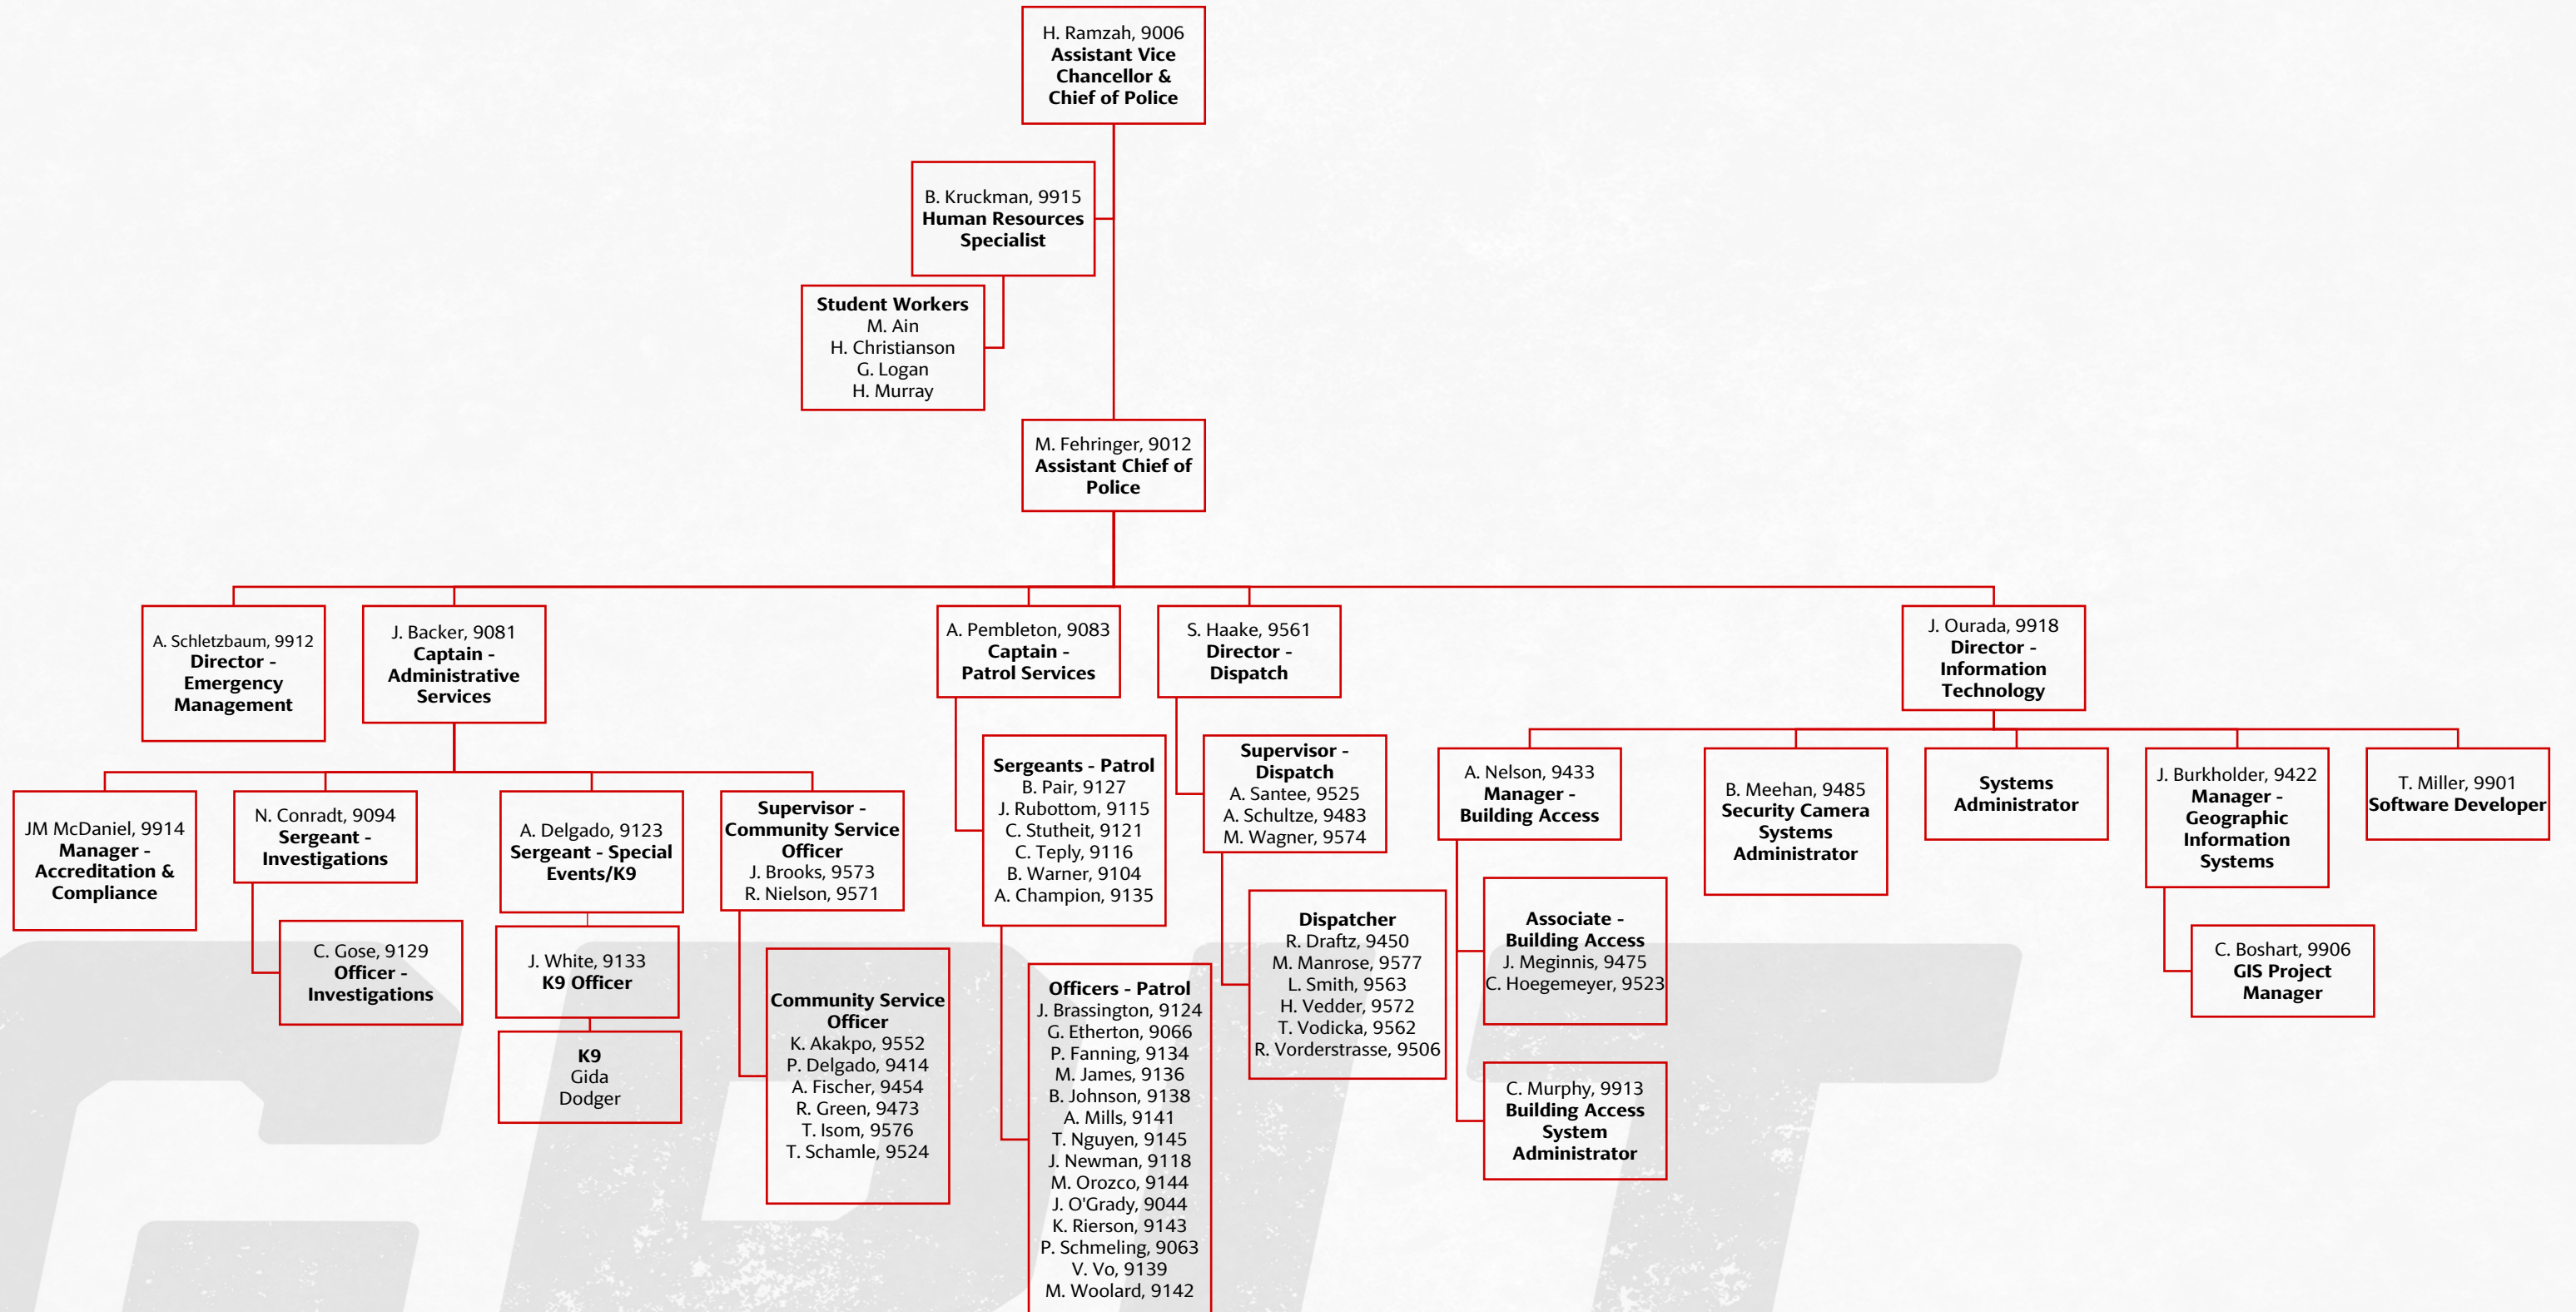 H. Ramzah, 9006
Assistant Vice
Chancellor &
Chief of Police
B. Kruckman, 9915
Human Resources
Specialist
Student Workers
M. Ain
H. Christianson
G. Logan
H. Murray
M. Fehringer, 9012
Assistant Chief of
Police
A. Schletzbaum, 9912
Director -
Emergency
Management
J. Backer, 9081
Captain -
Administrative
Services
A. Pembleton, 9083
Captain -
Patrol Services
S. Haake, 9561
Director -
Dispatch
J. Ourada, 9918
Director -
Information
Technology
JM McDaniel, 9914
Manager -
Accreditation &
Compliance
N. Conradt, 9094
Sergeant -
Investigations
C. Gose, 9129
Officer -
Investigations
A. Delgado, 9123
Sergeant - Special
Events/K9
J. White, 9133
K9 Officer
K9
Gida
Dodger
Supervisor -
Community Service
Officer
J. Brooks, 9573
R. Nielson, 9571
Community Service
Officer
K. Akakpo, 9552
P. Delgado, 9414
A. Fischer, 9454
R. Green, 9473
T. Isom, 9576
T. Schamle, 9524
Sergeants - Patrol
B. Pair, 9127
J. Rubottom, 9115
C. Stutheit, 9121
C. Teply, 9116
B. Warner, 9104
A. Champion, 9135
Officers - Patrol
J. Brassington, 9124
G. Etherton, 9066
P. Fanning, 9134
M. James, 9136
B. Johnson, 9138
A. Mills, 9141
T. Nguyen, 9145
J. Newman, 9118
M. Orozco, 9144
J. O'Grady, 9044
K. Rierson, 9143
P. Schmeling, 9063
V. Vo, 9139
M. Woolard, 9142
Supervisor -
Dispatch
A. Santee, 9525
A. Schultze, 9483
M. Wagner, 9574
Dispatcher
R. Draftz, 9450
M. Manrose, 9577
L. Smith, 9563
H. Vedder, 9572
T. Vodicka, 9562
R. Vorderstrasse, 9506
A. Nelson, 9433
Manager -
Building Access
Associate -
Building Access
J. Meginnis, 9475
C. Hoegemeyer, 9523
C. Murphy, 9913
Building Access
System
Administrator
B. Meehan, 9485
Security Camera
Systems
Administrator
Systems
Administrator
J. Burkholder, 9422
Manager -
Geographic
Information
Systems
C. Boshart, 9906
GIS Project
Manager
T. Miller, 9901
Software Developer